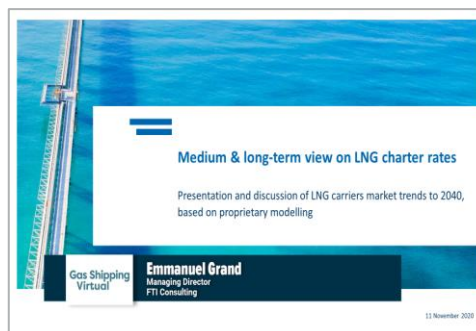 Medium & long-term view on LNG charter rates
Presentation and discussion of LNG carriers market trends to 2040,
based on proprietary modelling
Gas Shipping
Virtual
Emmanuel Grand
Managing Director
FTI Consulting
11 November 2020